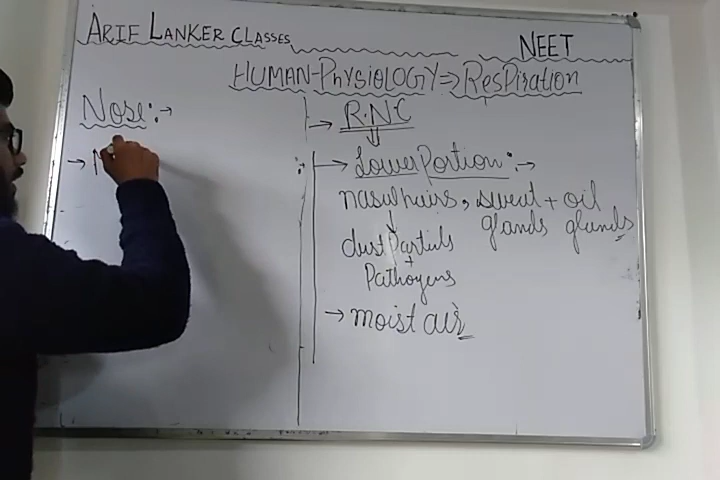 ARIF LANKER CLASSES
NEET
HUMAN-PHYSIOLOGY⇒ResPiration
Nose:→
→ R.N.C
→ Lower Portion:→
nasal hairs, sweat + oil
glands glands
dust Particls
+
Pathogens
→ moist air